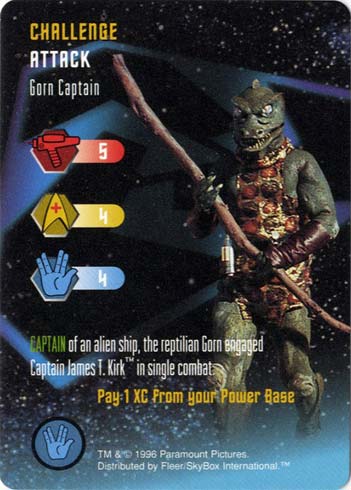 CHALLENGE
ATTACK
Gorn Captain
5
4
4
CAPTAIN of an alien ship, the reptilian Gorn engaged
Captain James T. Kirk™ in single combat.
Pay 1 XC From your Power Base
TM & © 1996 Paramount Pictures.
Distributed by Fleer/SkyBox International.™